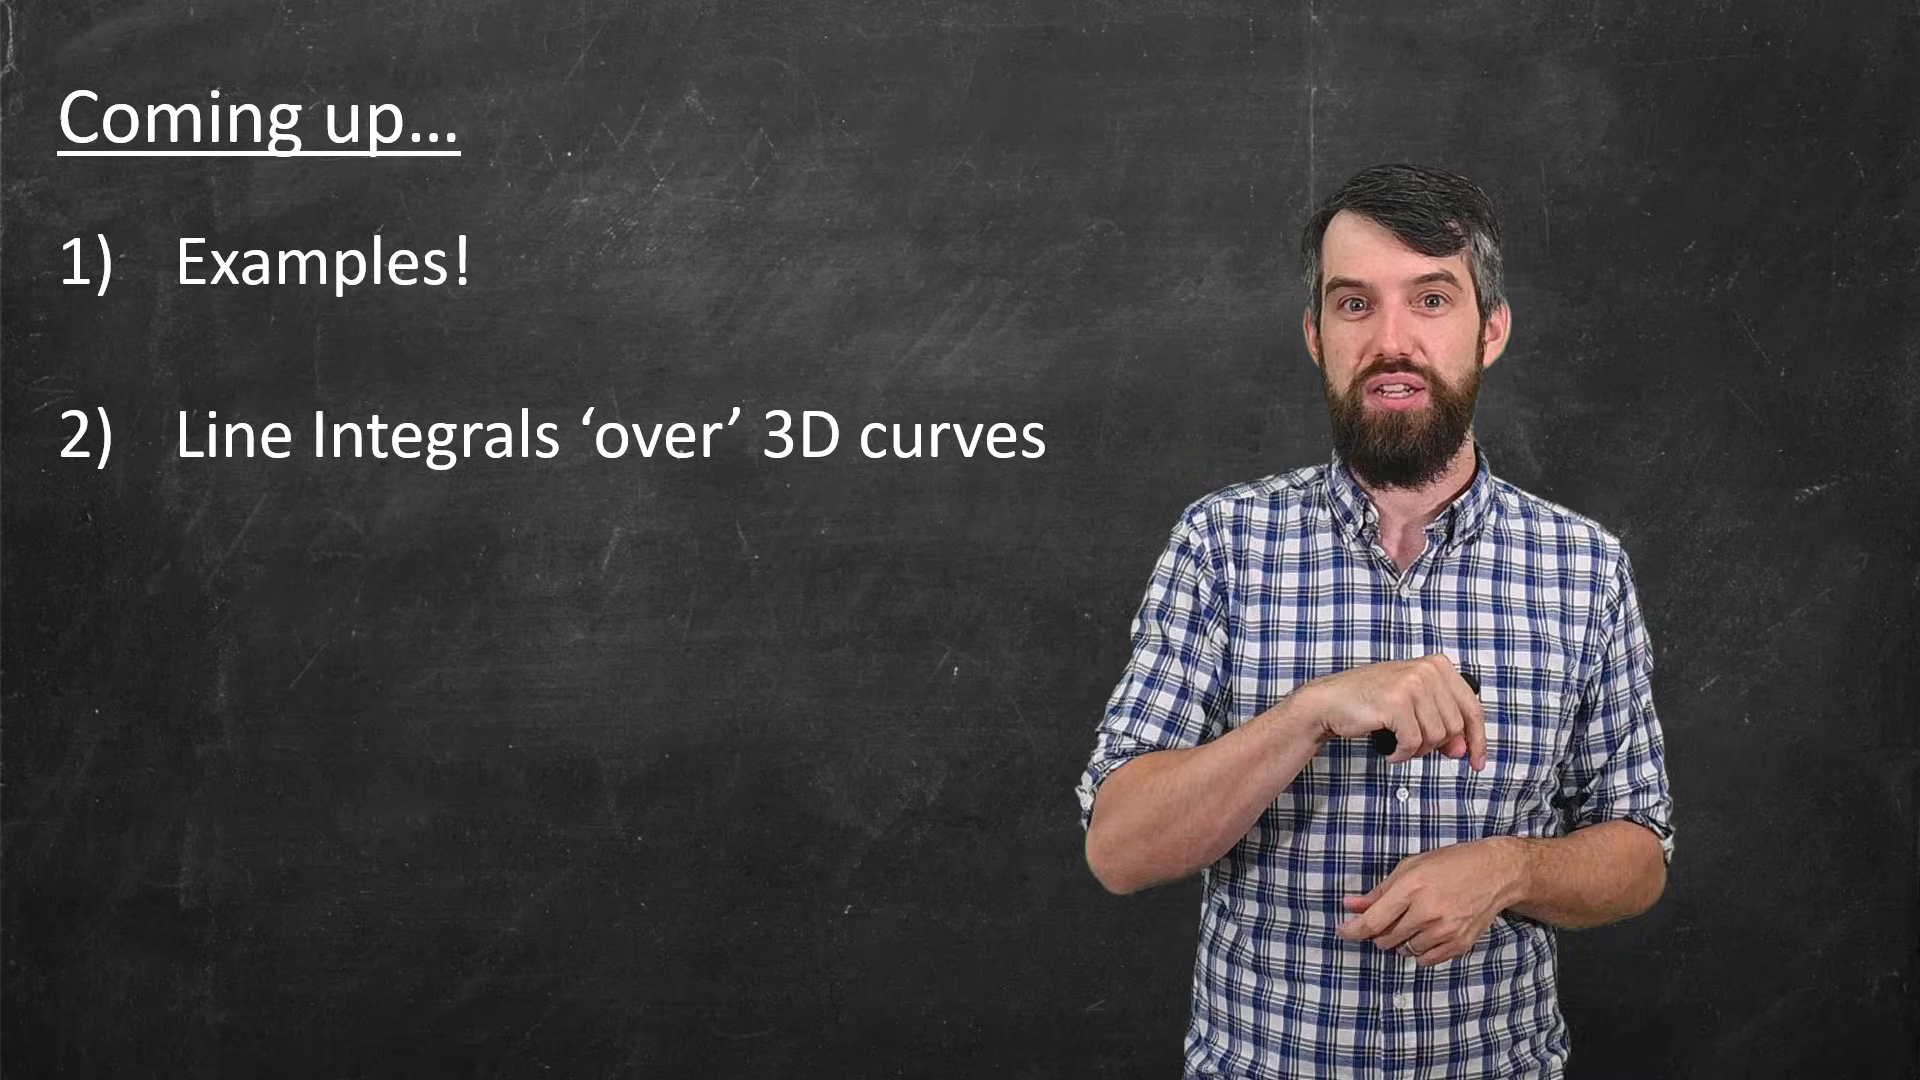 Coming up…
1) Examples!
2) Line Integrals ‘over’ 3D curves